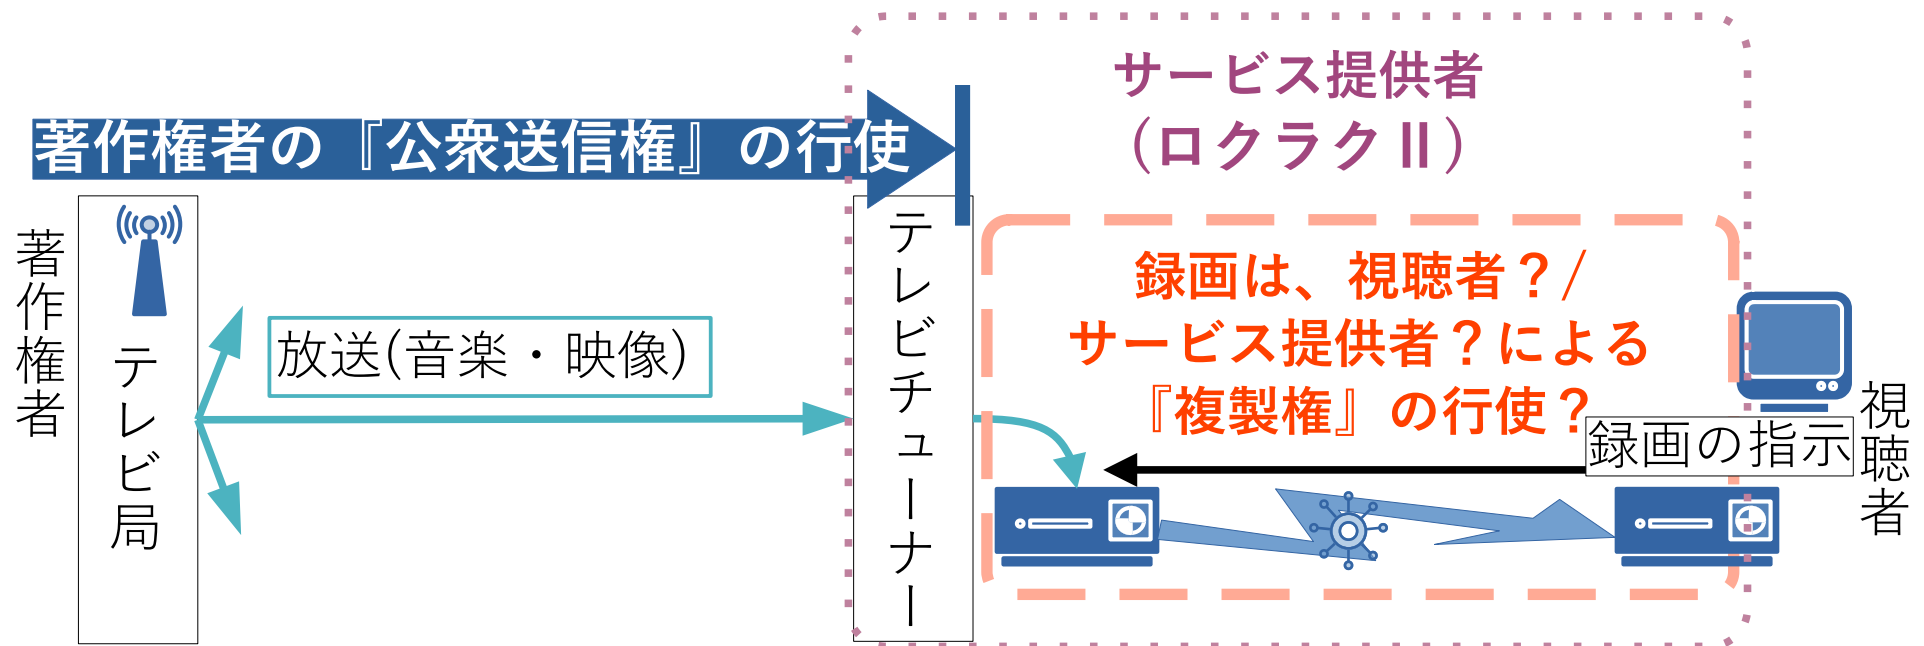 サービス提供者
(ロクラクⅡ)
著作権者の『公衆送信権』の行使
著作権者
テレビ局
放送(音楽・映像)
テレビチューナー
録画は、視聴者？/
サービス提供者？による
『複製権』の行使？
録画の指示
視聴者